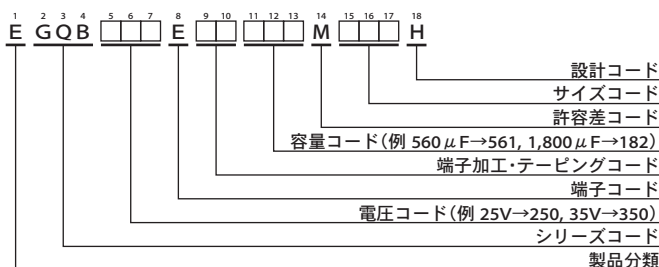 1 2 3 4 5 6 7 8 9 10 11 12 13 14 15 16 17 18
E GQB □□□ E □□ □□□ M □□□ H
設計コード
サイズコード
許容差コード
容量コード(例 560μF→561, 1,800μF→182)
端子加工・テーピングコード
端子コード
電圧コード(例 25V→250, 35V→350)
シリーズコード
製品分類